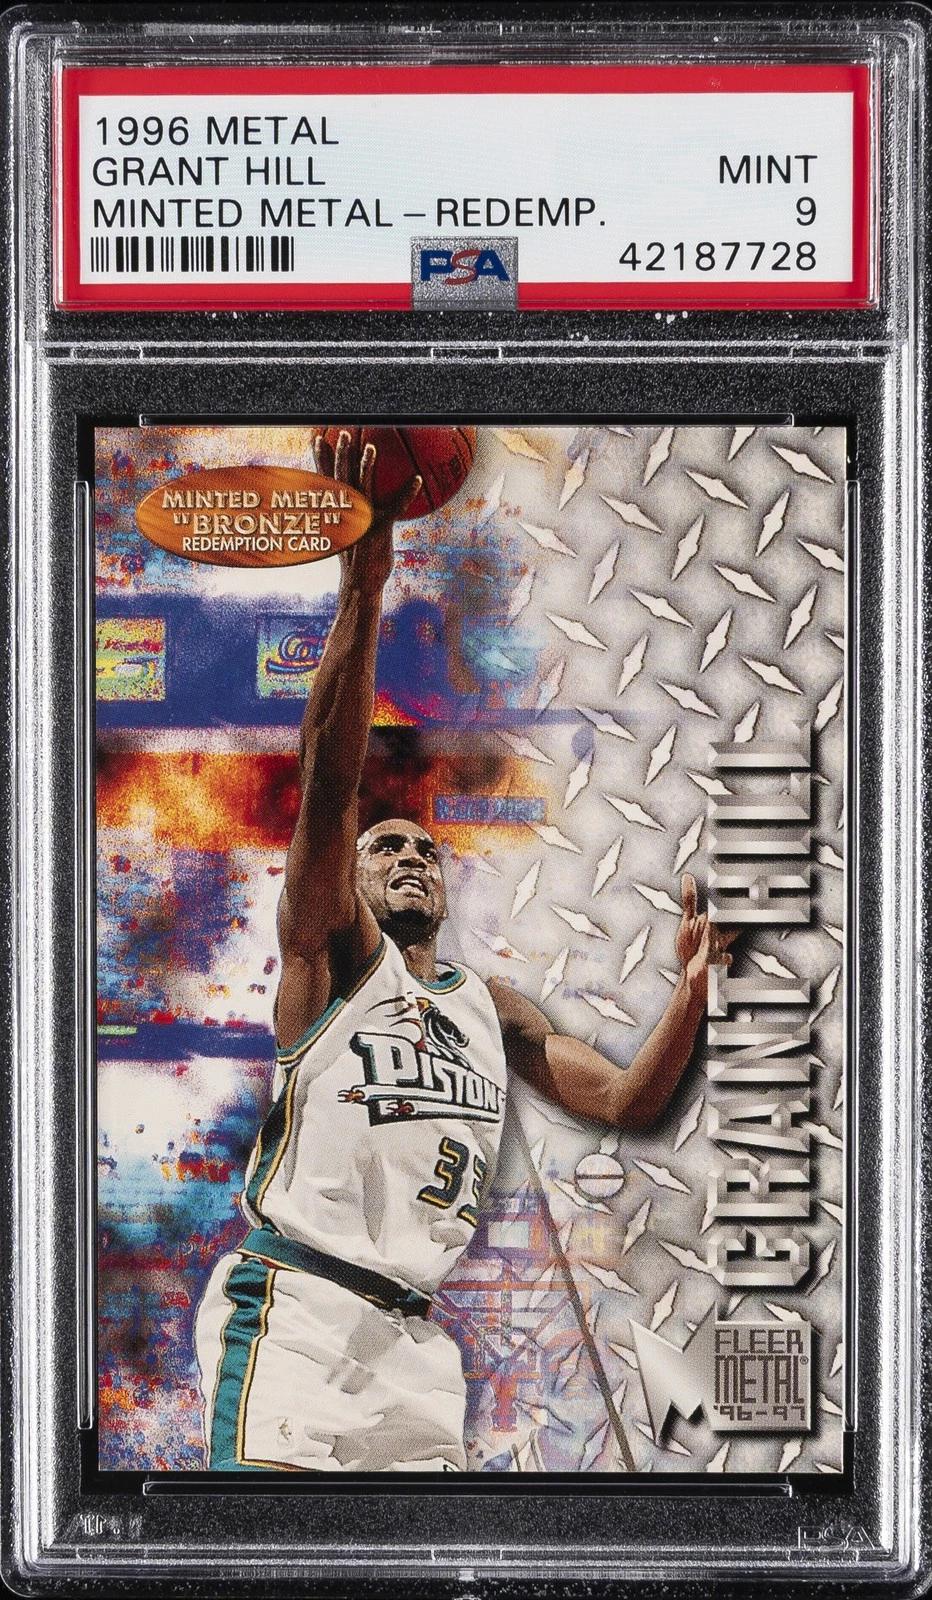 1996 METAL
GRANT HILL
MINT
MINTED METAL – REDEMP.
9
PSA
42187728
MINTED METAL
"BRONZE"
REDEMPTION CARD
PISTONS
33
GRANT HILL
FLEER
METAL®
'96-97
PSA